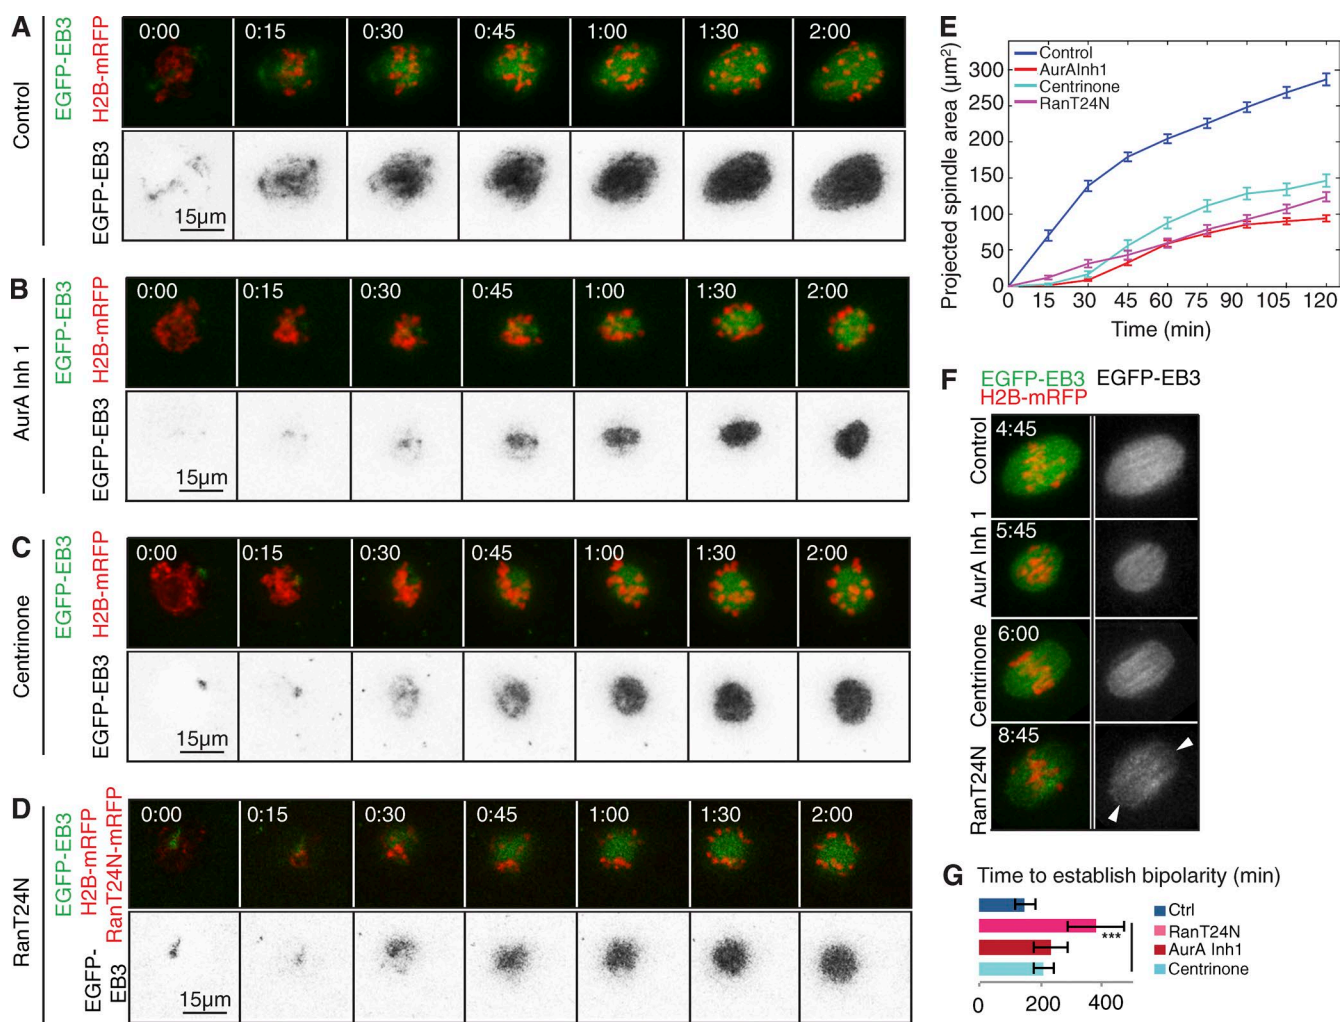 A
Control
EGFP-EB3
H2B-mRFP
0:00 0:15 0:30 0:45 1:00 1:30 2:00
EGFP-EB3
15µm
B
AurA Inh 1
EGFP-EB3
H2B-mRFP
0:00 0:15 0:30 0:45 1:00 1:30 2:00
EGFP-EB3
15µm
C
Centrinone
EGFP-EB3
H2B-mRFP
0:00 0:15 0:30 0:45 1:00 1:30 2:00
EGFP-EB3
15µm
D
RanT24N
EGFP-EB3
H2B-mRFP
RanT24N-mRFP
0:00 0:15 0:30 0:45 1:00 1:30 2:00
EGFP-
EB3
15µm
E
Projected spindle area (µm²)
300
250
200
150
100
50
0
Control
AurAInh1
Centrinone
RanT24N
0 15 30 45 60 75 90 105 120
Time (min)
F
EGFP-EB3 EGFP-EB3
H2B-mRFP
Control
4:45
AurA Inh 1
5:45
Centrinone
6:00
RanT24N
8:45
G Time to establish bipolarity (min)
***
Ctrl
RanT24N
AurA Inh1
Centrinone
0 200 400